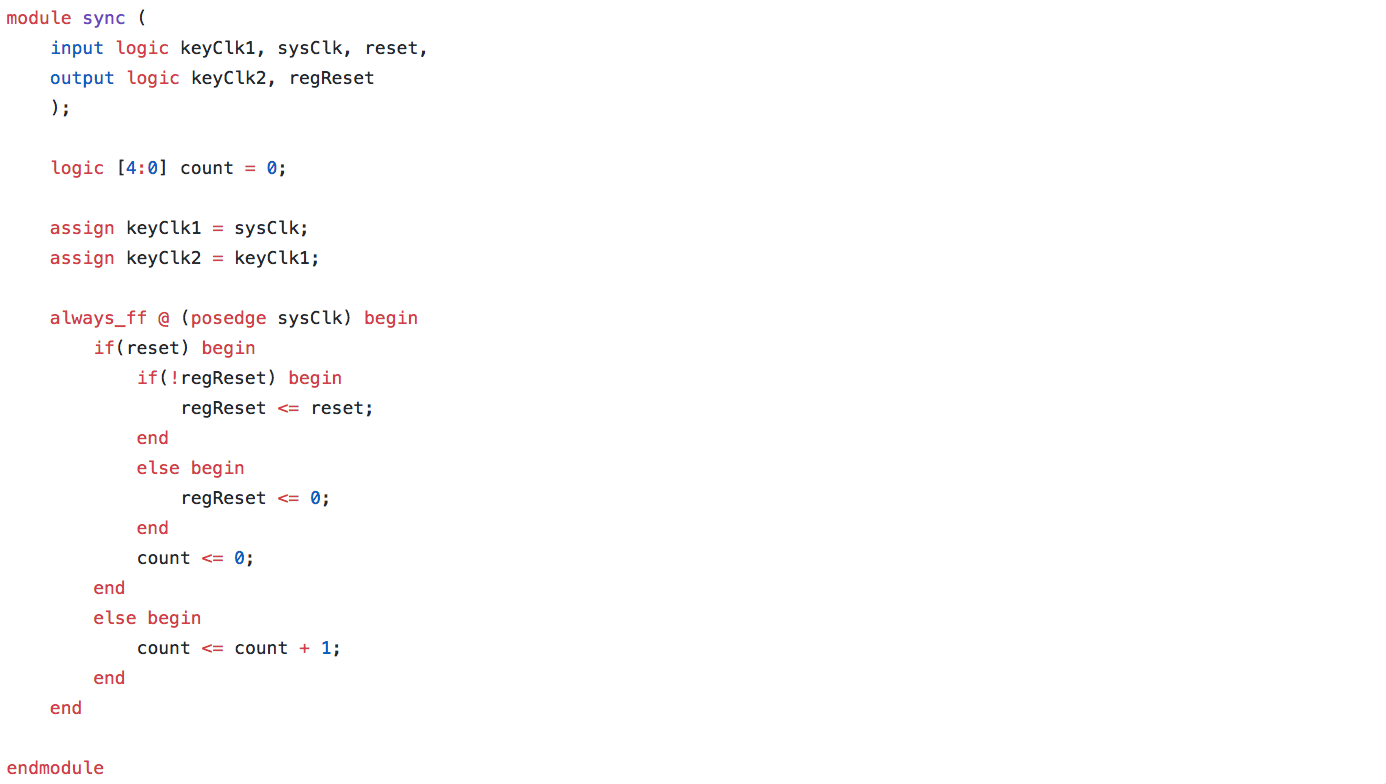 module sync (
    input logic keyClk1, sysClk, reset,
    output logic keyClk2, regReset
    );

    logic [4:0] count = 0;

    assign keyClk1 = sysClk;
    assign keyClk2 = keyClk1;

    always_ff @ (posedge sysClk) begin
        if(reset) begin
            if(!regReset) begin
                regReset <= reset;
            end
            else begin
                regReset <= 0;
            end
            count <= 0;
        end
        else begin
            count <= count + 1;
        end
    end

endmodule